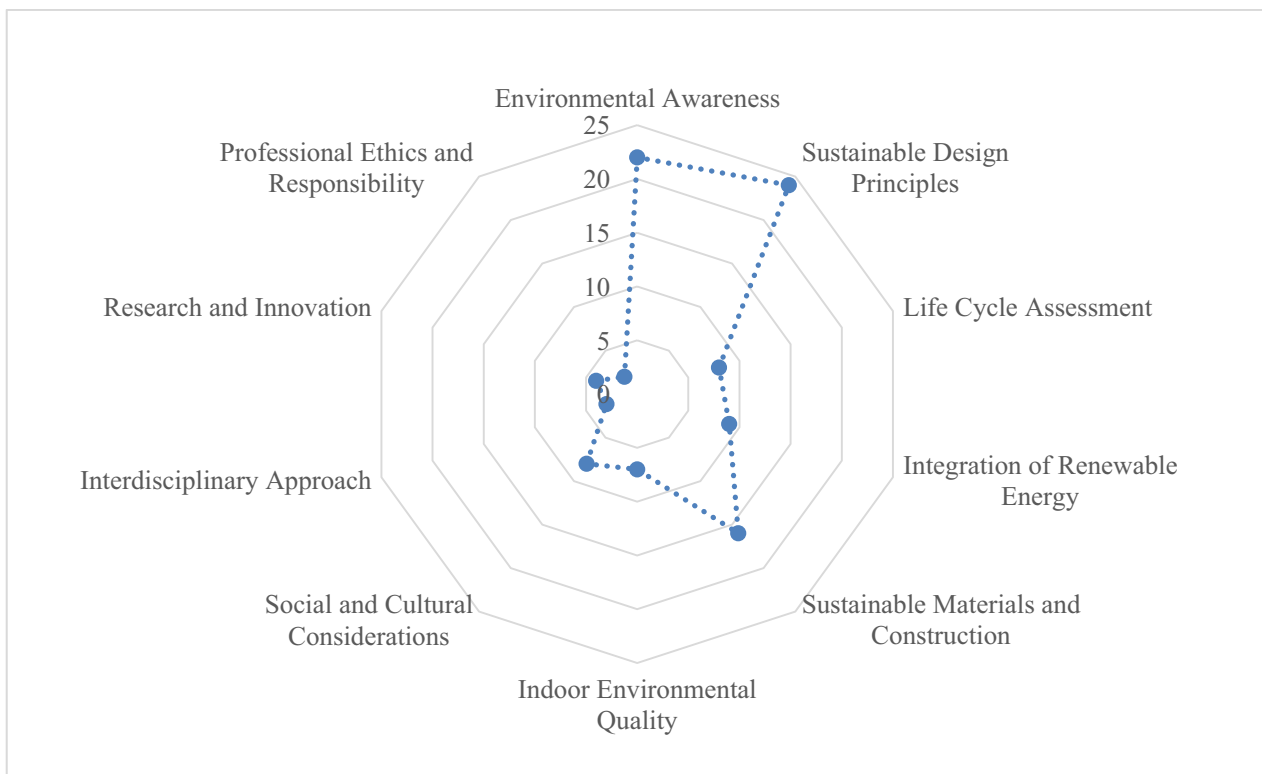 Environmental Awareness
25
Professional Ethics and
Responsibility
Sustainable Design
Principles
20
15
Research and Innovation
10
Life Cycle Assessment
5
0
Interdisciplinary Approach
Integration of Renewable
Energy
Social and Cultural
Considerations
Sustainable Materials and
Construction
Indoor Environmental
Quality